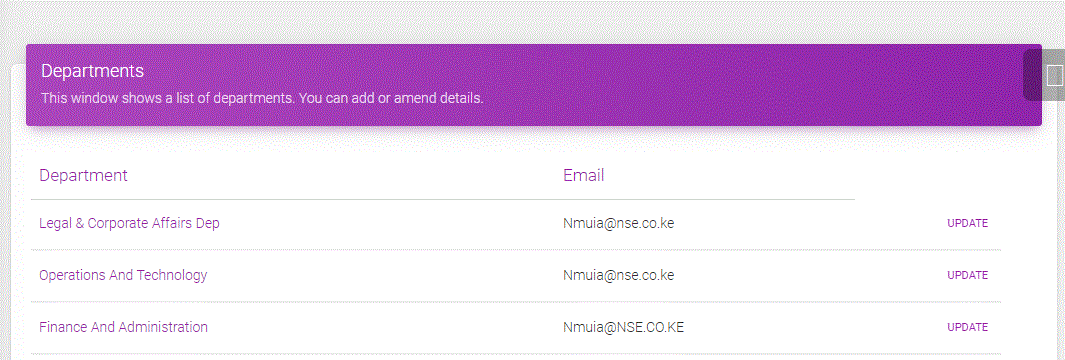 Departments
This window shows a list of departments. You can add or amend details.
Department Email
Legal & Corporate Affairs Dep Nmuia@nse.co.ke UPDATE
Operations And Technology Nmuia@nse.co.ke UPDATE
Finance And Administration Nmuia@NSE.CO.KE UPDATE